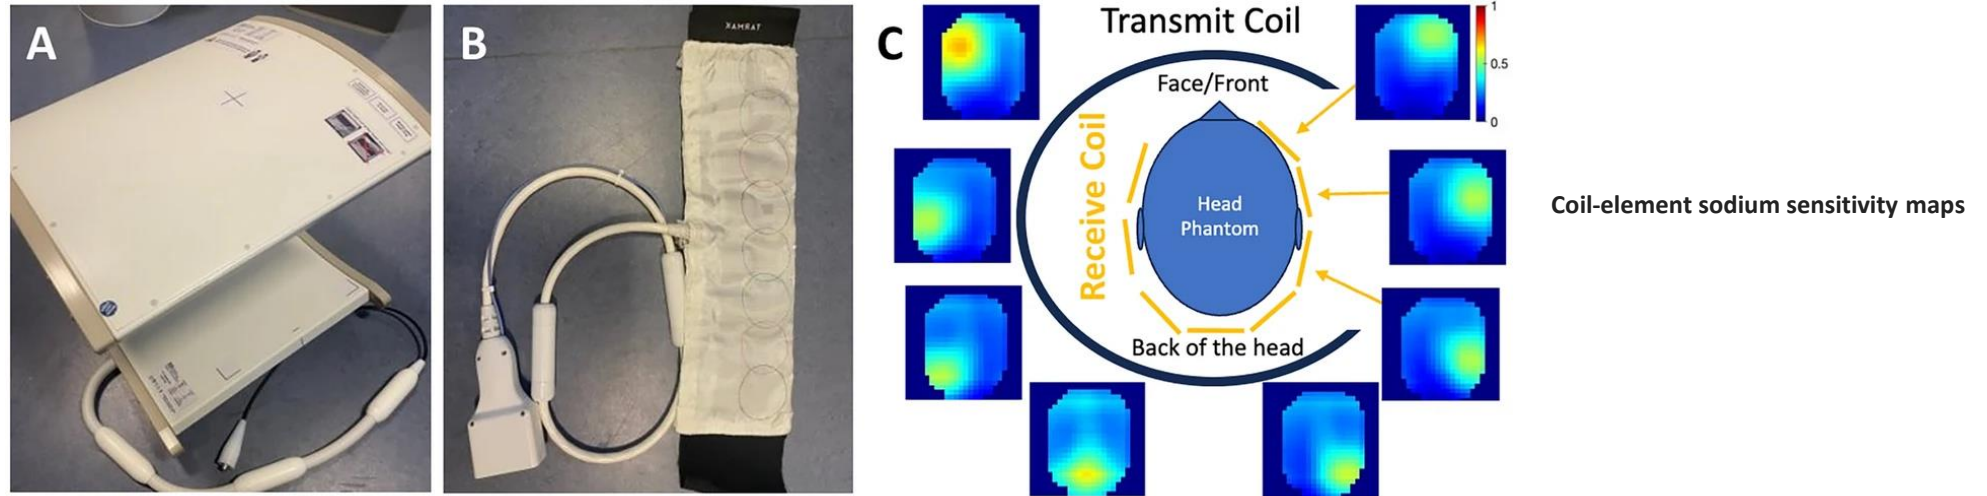 A
B
RAMRAT
C
Transmit Coil
Face/Front
Receive Coil
Head
Phantom
Back of the head
1
0.5
0
Coil-element sodium sensitivity maps